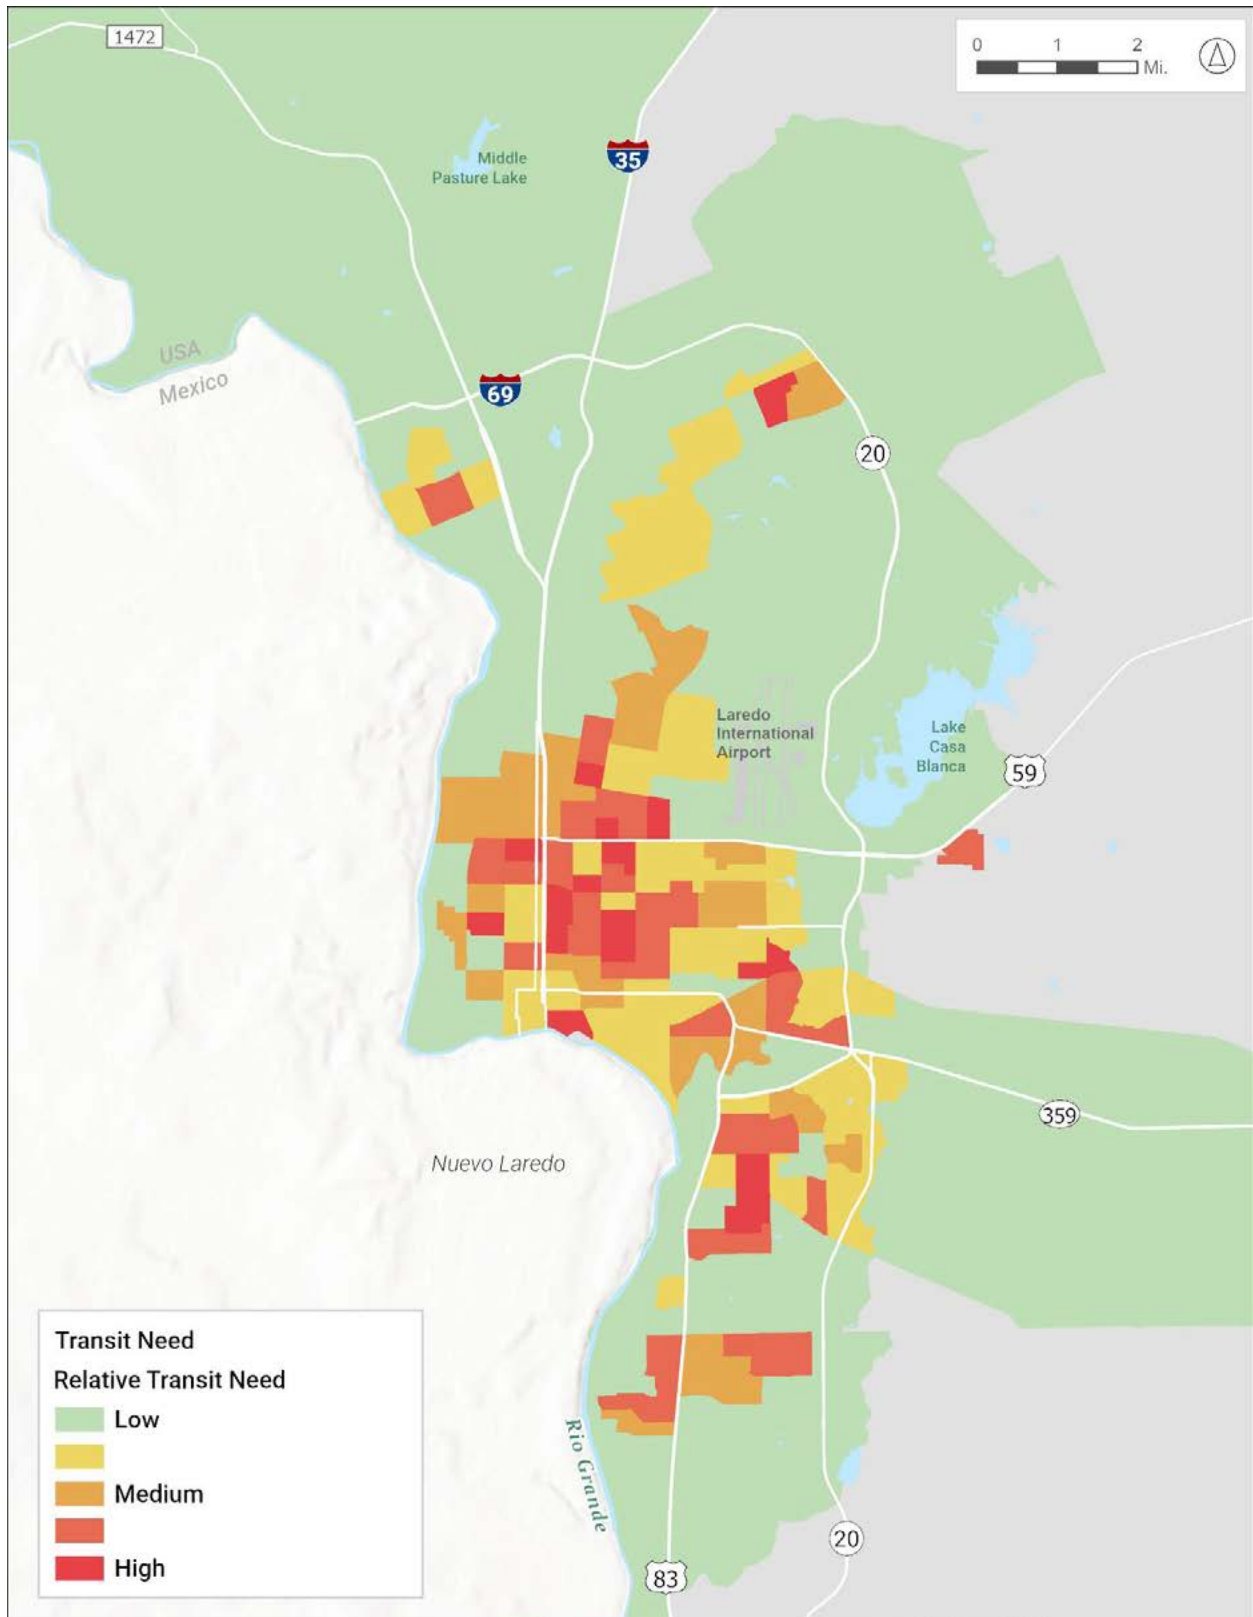 1472
0 1 2
Mi.
Middle
Pasture Lake
35
USA
Mexico
69
20
Laredo
International
Airport
Lake
Casa
Blanca
59
359
Nuevo Laredo
Transit Need
Relative Transit Need
Low
Medium
High
Rio Grande
20
83